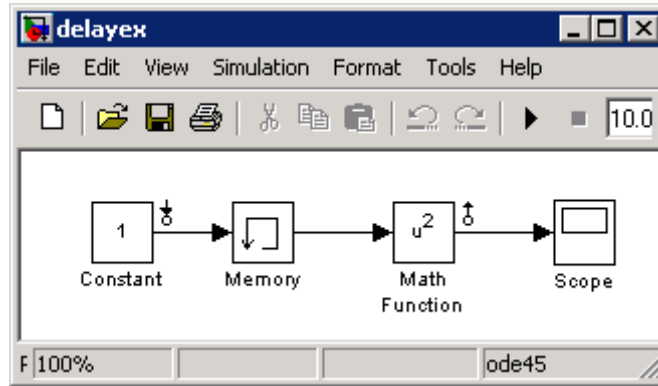 delayex
File Edit View Simulation Format Tools Help
10.0
1 u2
Constant Memory Math Function Scope
F 100% ode45